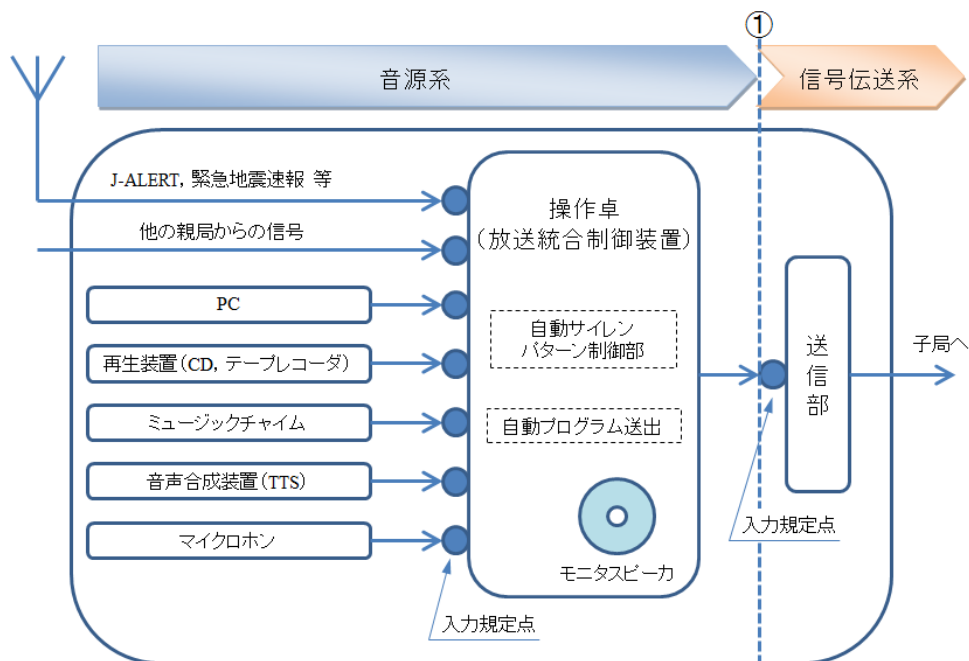 ①
音源系
信号伝送系
J-ALERT, 緊急地震速報 等
他の親局からの信号
PC
再生装置(CD, テープレコーダ)
ミュージックチャイム
音声合成装置(TTS)
マイクロホン
入力規定点
操作卓
(放送統合制御装置)
自動サイレン
パターン制御部
自動プログラム送出
モニタスピーカ
送
信
部
子局へ
入力規定点